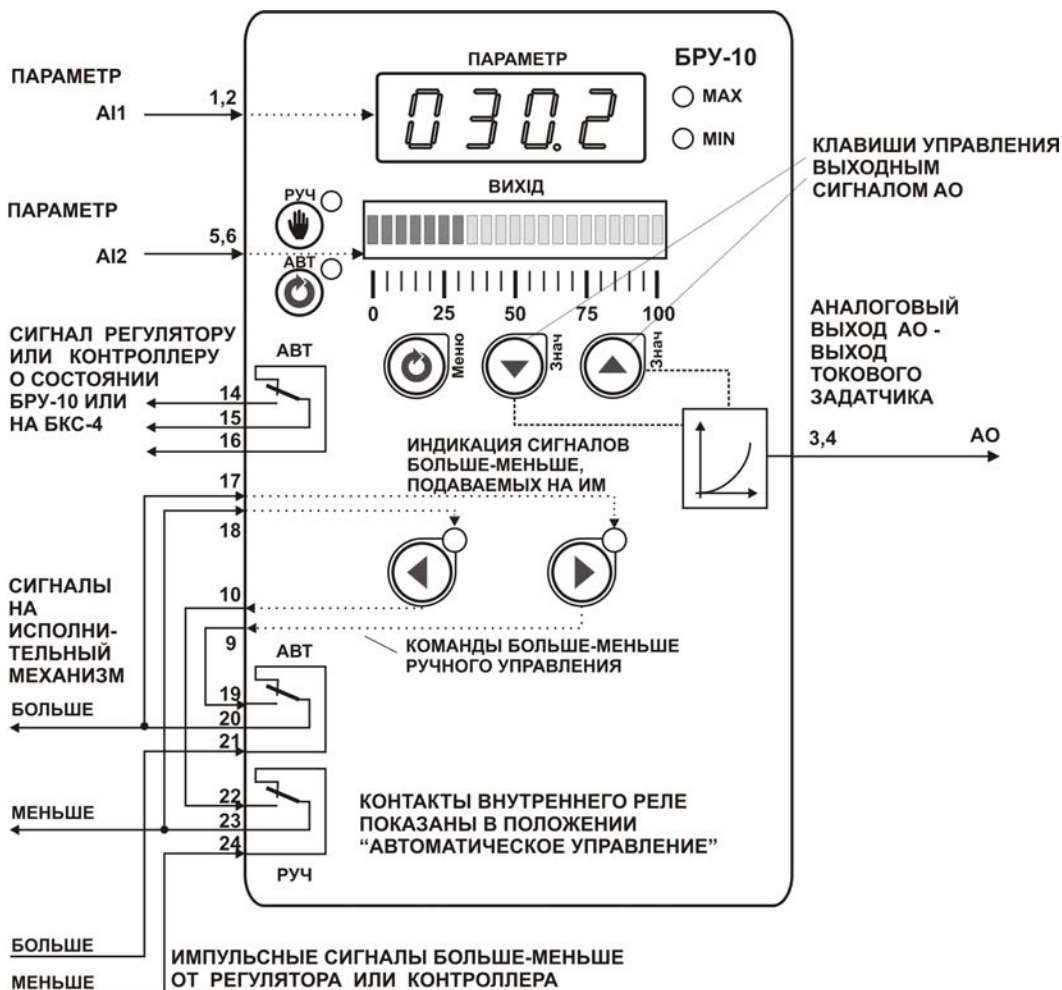 БРУ-10
ПАРАМЕТР
ПАРАМЕТР
030.2
MAX
MIN
AI1
1,2
КЛАВИШИ УПРАВЛЕНИЯ
ВЫХОДНЫМ
СИГНАЛОМ АО
ВИХІД
РУЧ
ПАРАМЕТР
AI2
5,6
АВТ
0 25 50 75 100
Меню
Знач
Знач
АНАЛОГОВЫЙ
ВЫХОД АО -
ВЫХОД
ТОКОВОГО
ЗАДАТЧИКА
3,4
АО
СИГНАЛ РЕГУЛЯТОРУ
ИЛИ КОНТРОЛЛЕРУ
О СОСТОЯНИИ
БРУ-10 ИЛИ
НА БКС-4
АВТ
14
15
16
ИНДИКАЦИЯ СИГНАЛОВ
БОЛЬШЕ-МЕНЬШЕ,
ПОДАВАЕМЫХ НА ИМ
17
18
СИГНАЛЫ
НА
ИСПОЛНИ-
ТЕЛЬНЫЙ
МЕХАНИЗМ
10
9
КОМАНДЫ БОЛЬШЕ-МЕНЬШЕ
РУЧНОГО УПРАВЛЕНИЯ
АВТ
БОЛЬШЕ
19
20
21
МЕНЬШЕ
22
23
24
РУЧ
КОНТАКТЫ ВНУТРЕННЕГО РЕЛЕ
ПОКАЗАНЫ В ПОЛОЖЕНИИ
“АВТОМАТИЧЕСКОЕ УПРАВЛЕНИЕ”
БОЛЬШЕ
МЕНЬШЕ
ИМПУЛЬСНЫЕ СИГНАЛЫ БОЛЬШЕ-МЕНЬШЕ
ОТ РЕГУЛЯТОРА ИЛИ КОНТРОЛЛЕРА